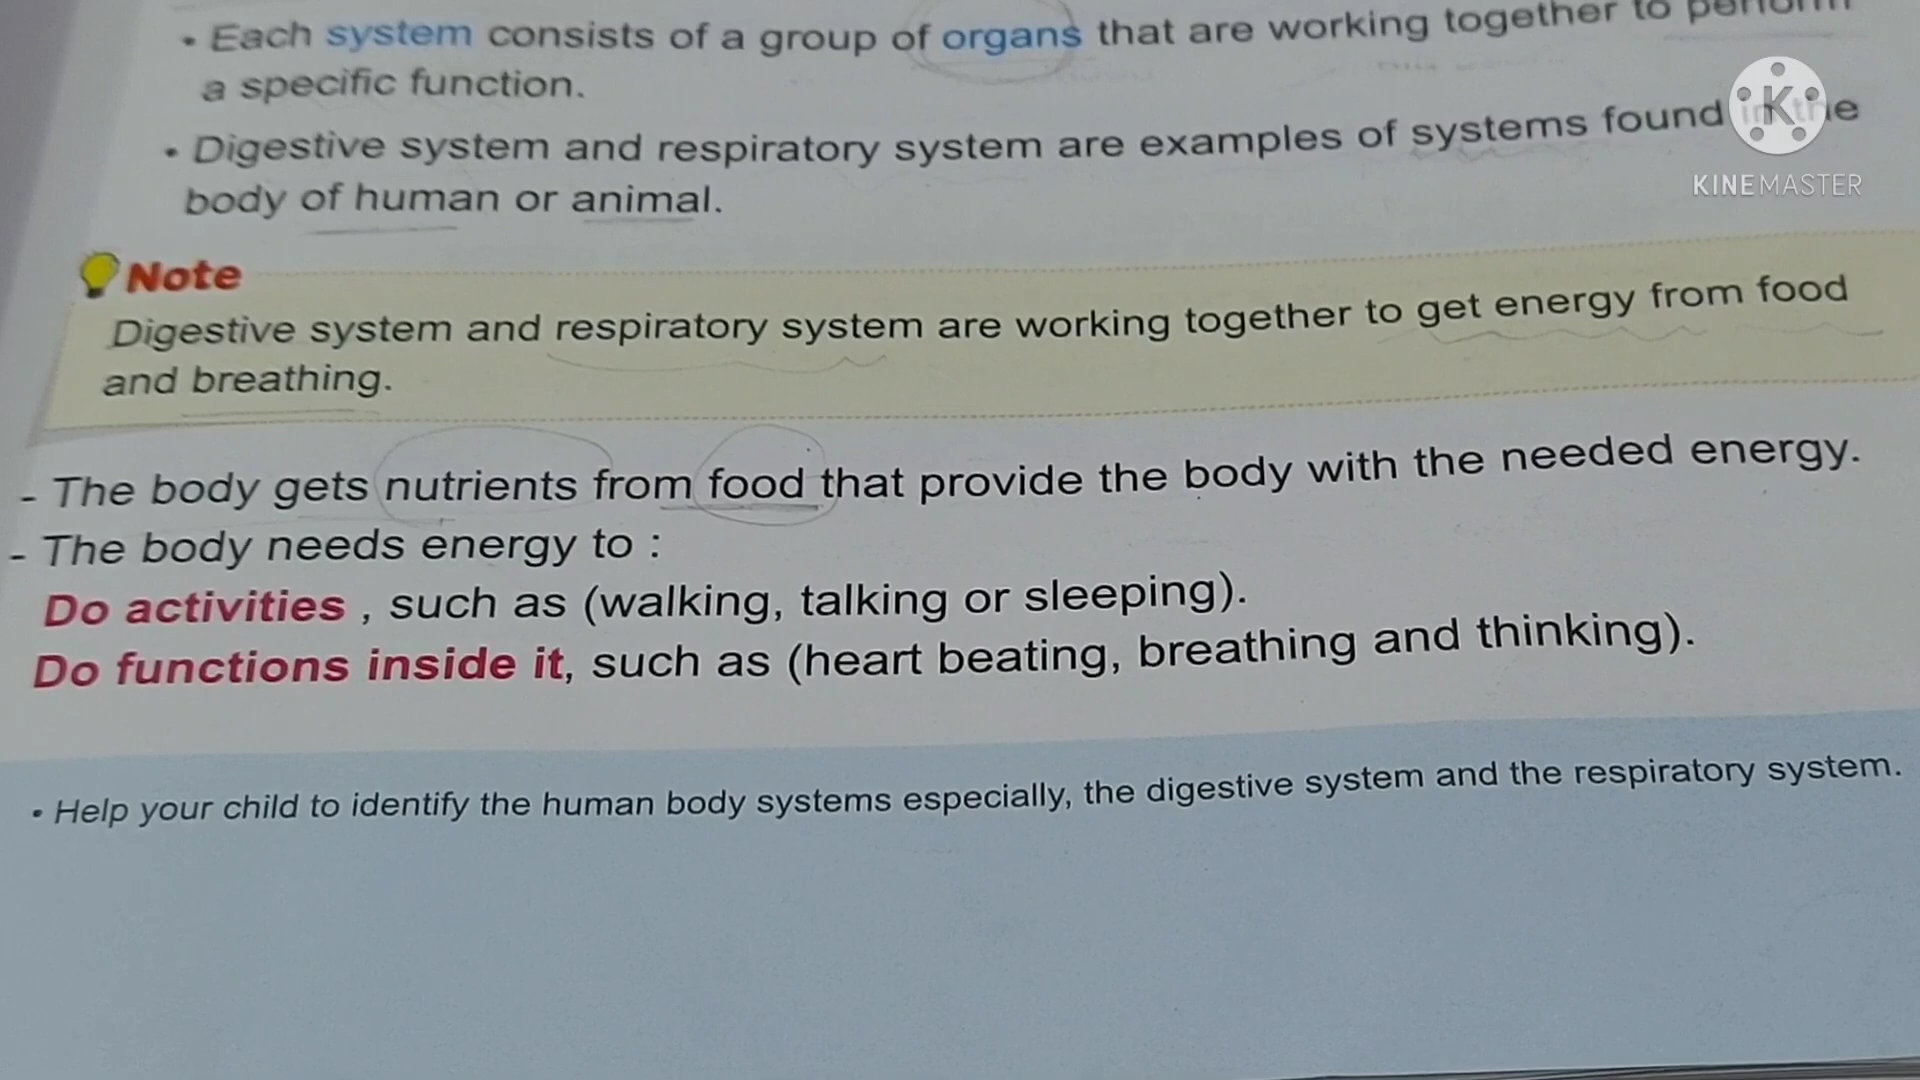 • Each system consists of a group of organs that are working together to perform
a specific function.
• Digestive system and respiratory system are examples of systems found in the
body of human or animal.
KINEMASTER
Note
Digestive system and respiratory system are working together to get energy from food
and breathing.
- The body gets nutrients from food that provide the body with the needed energy.
- The body needs energy to :
Do activities , such as (walking, talking or sleeping).
Do functions inside it, such as (heart beating, breathing and thinking).
• Help your child to identify the human body systems especially, the digestive system and the respiratory system.